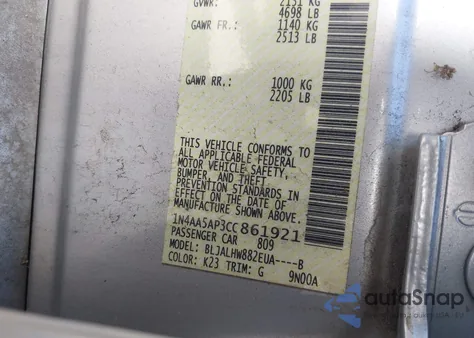 GVWR: 2131 KG
4698 LB
GAWR FR.: 1140 KG
2513 LB
GAWR RR.: 1000 KG
2205 LB
THIS VEHICLE CONFORMS TO
ALL APPLICABLE FEDERAL
MOTOR VEHICLE SAFETY,
BUMPER, AND THEFT
PREVENTION STANDARDS IN
EFFECT ON THE DATE OF
MANUFACTURE SHOWN ABOVE.
1N4AA5AP3CC861921
PASSENGER CAR 809
MODEL: BLJALHW882EUA----B
COLOR: K23 TRIM: G 9N00A
autoSnap